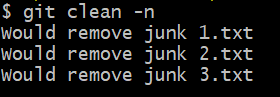 $ git clean -n
Would remove junk 1.txt
Would remove junk 2.txt
Would remove junk 3.txt